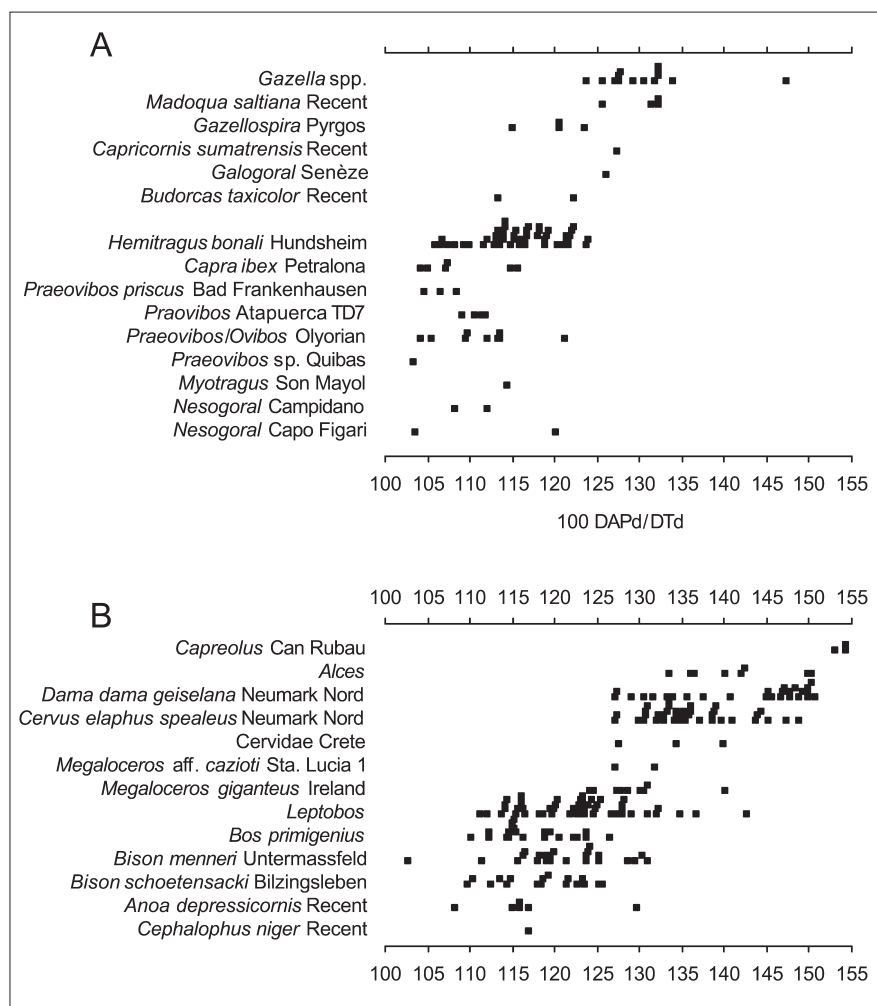 A
Gazella spp.
Madoqua saltiana Recent
Gazellospira Pyrgos
Capricornis sumatrensis Recent
Galogoral Senèze
Budorcas taxicolor Recent
Hemitragus bonali Hundsheim
Capra ibex Petralona
Praeovibos priscus Bad Frankenhausen
Praovibos Atapuerca TD7
Praeovibos/Ovibos Olyorian
Praeovibos sp. Quibas
Myotragus Son Mayol
Nesogoral Campidano
Nesogoral Capo Figari
100 105 110 115 120 125 130 135 140 145 150 155
100 DAPd/DTd
100 105 110 115 120 125 130 135 140 145 150 155
B
Capreolus Can Rubau
Alces
Dama dama geiselana Neumark Nord
Cervus elaphus spealeus Neumark Nord
Cervidae Crete
Megaloceros aff. cazioti Sta. Lucia 1
Megaloceros giganteus Ireland
Leptobos
Bos primigenius
Bison menneri Untermassfeld
Bison schoetensacki Bilzingsleben
Anoa depressicornis Recent
Cephalophus niger Recent
100 105 110 115 120 125 130 135 140 145 150 155